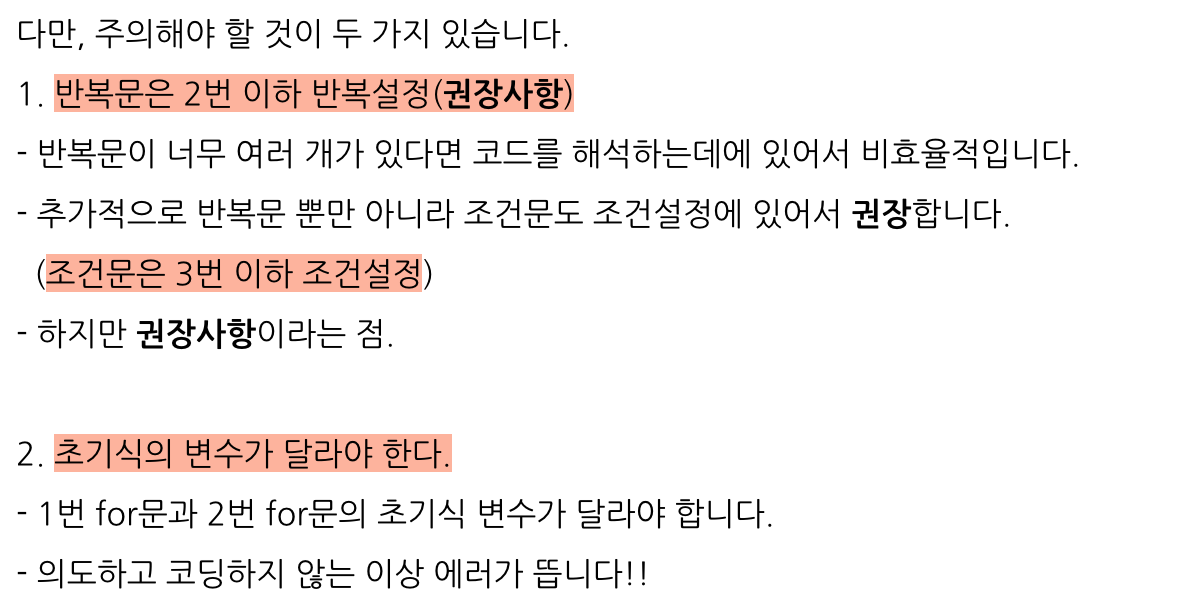 다만, 주의해야 할 것이 두 가지 있습니다.
1. 반복문은 2번 이하 반복설정(권장사항)
- 반복문이 너무 여러 개가 있다면 코드를 해석하는데에 있어서 비효율적입니다.
- 추가적으로 반복문 뿐만 아니라 조건문도 조건설정에 있어서 권장합니다.
(조건문은 3번 이하 조건설정)
- 하지만 권장사항이라는 점.
2. 초기식의 변수가 달라야 한다.
- 1번 for문과 2번 for문의 초기식 변수가 달라야 합니다.
- 의도하고 코딩하지 않는 이상 에러가 뜹니다!!